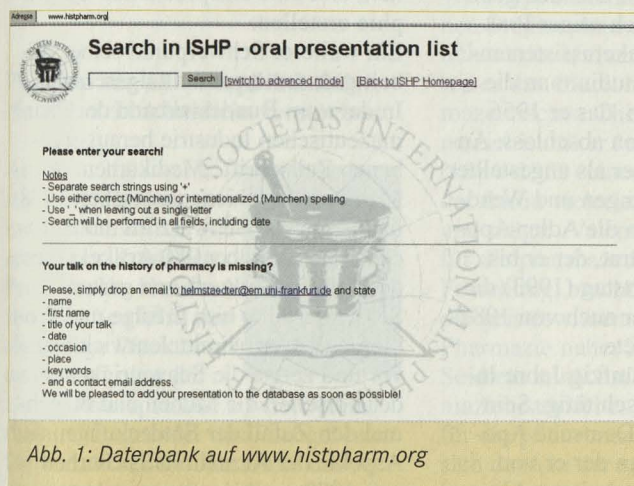 Adresse www.histpharm.org
Search in ISHP - oral presentation list
Search [switch to advanced mode] [Back to ISHP Homepage]
Please enter your search!
Notes
- Separate search strings using '+'
- Use either correct (München) or internationalized (Munchen) spelling
- Use '_' when leaving out a single letter
- Search will be performed in all fields, including date
SOCIETAS INTERNATIONALIS HISTORIAE PHARMACIAE
Your talk on the history of pharmacy is missing?
Please, simply drop an email to helmstaedter@em.uni-frankfurt.de and state
- name
- first name
- title of your talk
- date
- occasion
- place
- key words
- and a contact email address.
We will be pleased to add your presentation to the database as soon as possible!
Abb. 1: Datenbank auf www.histpharm.org